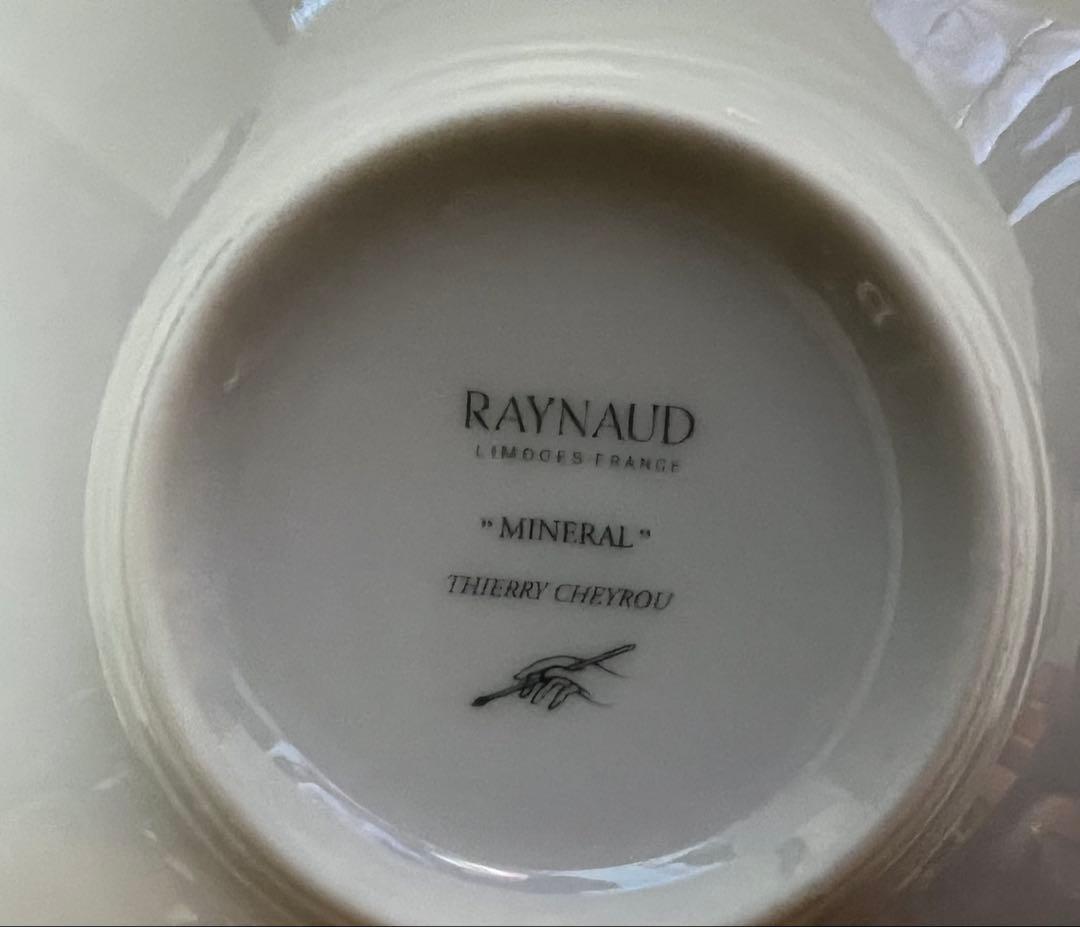 RAYNAUD
LIMOGES FRANCE
" MINERAL "
THIERRY CHEYROU